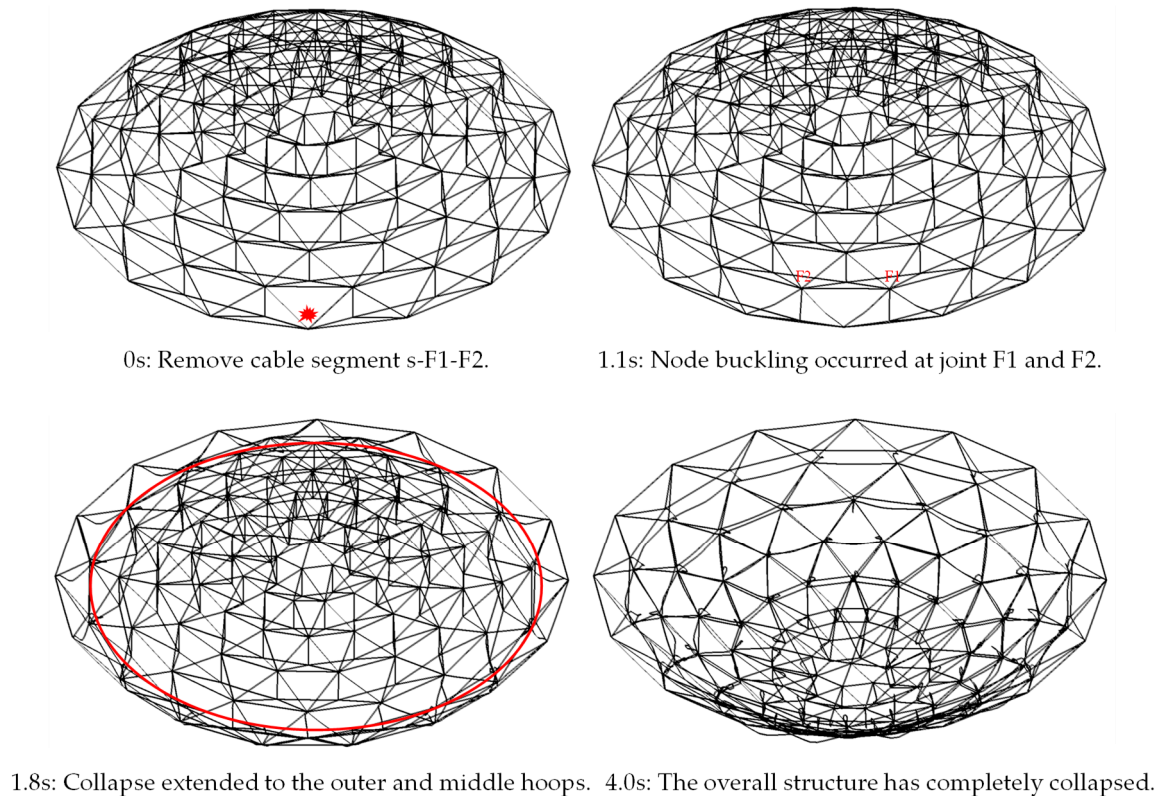 0s: Remove cable segment s-F1-F2.
F2 F1
1.1s: Node buckling occurred at joint F1 and F2.
1.8s: Collapse extended to the outer and middle hoops.
4.0s: The overall structure has completely collapsed.